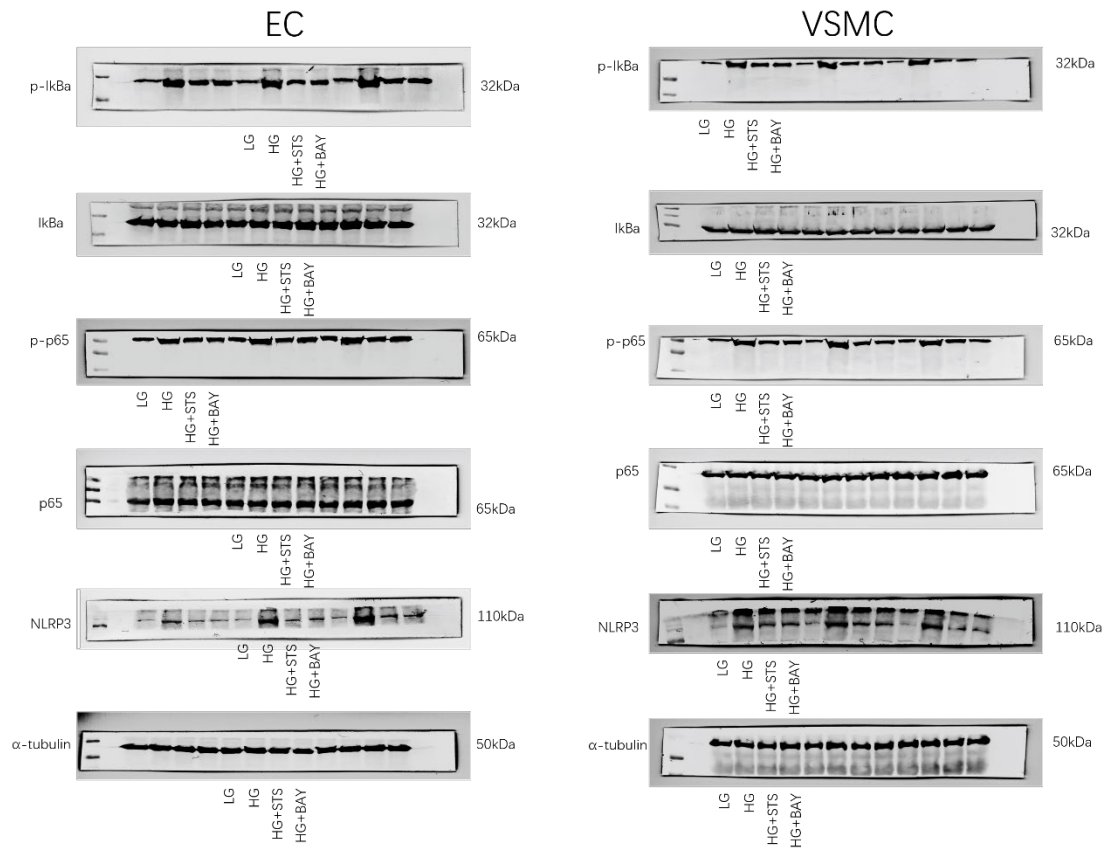 EC
p-IkBa
32kDa
LG
HG
HG+STS
HG+BAY
IkBa
32kDa
LG
HG
HG+STS
HG+BAY
p-p65
65kDa
LG
HG
HG+STS
HG+BAY
p65
65kDa
LG
HG
HG+STS
HG+BAY
NLRP3
110kDa
LG
HG
HG+STS
HG+BAY
α-tubulin
50kDa
LG
HG
HG+STS
HG+BAY
VSMC
p-IkBa
32kDa
LG
HG
HG+STS
HG+BAY
IkBa
32kDa
LG
HG
HG+STS
HG+BAY
p-p65
65kDa
LG
HG
HG+STS
HG+BAY
p65
65kDa
LG
HG
HG+STS
HG+BAY
NLRP3
110kDa
LG
HG
HG+STS
HG+BAY
α-tubulin
50kDa
LG
HG
HG+STS
HG+BAY